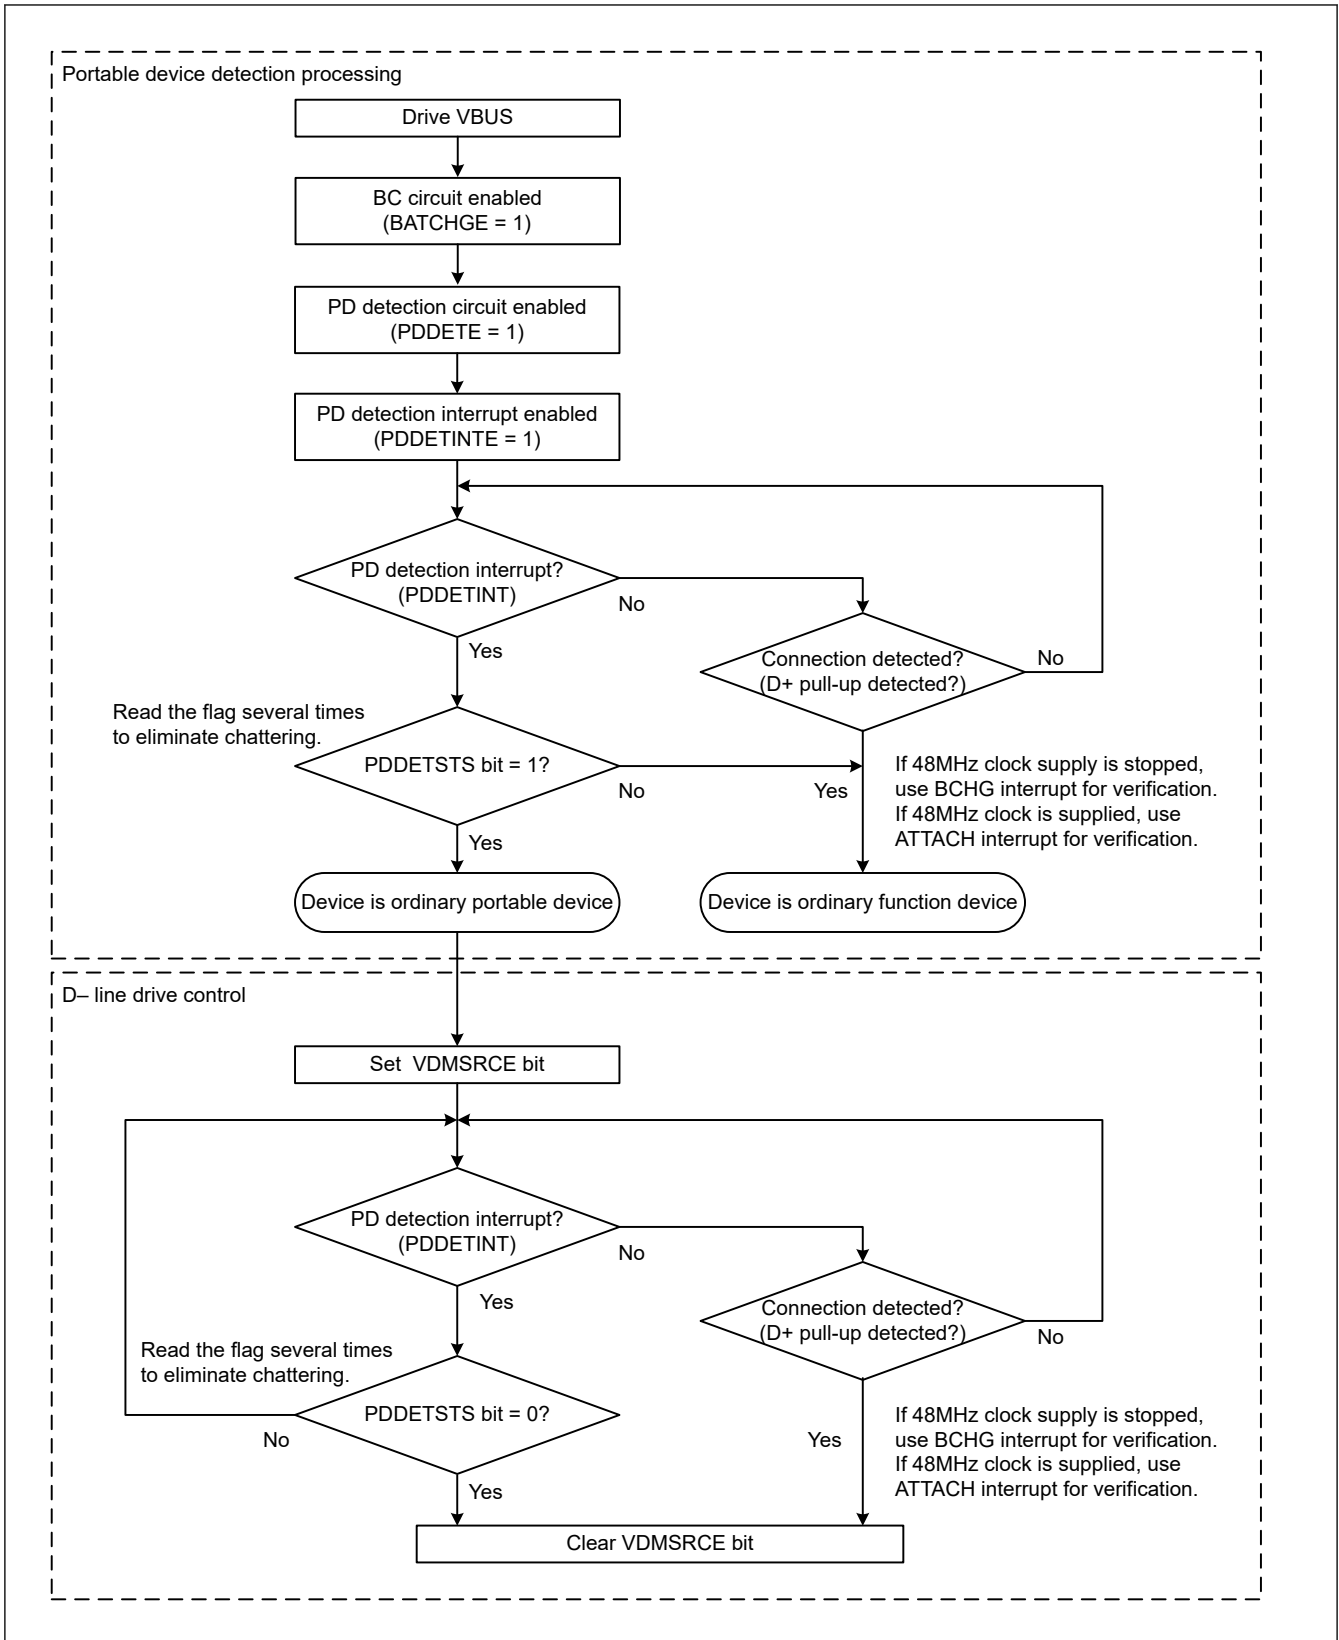 Portable device detection processing
Drive VBUS
BC circuit enabled
(BATCHGE = 1)
PD detection circuit enabled
(PDDETE = 1)
PD detection interrupt enabled
(PDDETINTE = 1)
PD detection interrupt?
(PDDETINT)
No
Yes
Connection detected?
(D+ pull-up detected?)
No
Read the flag several times
to eliminate chattering.
PDDETSTS bit = 1?
No
Yes
Yes
If 48MHz clock supply is stopped,
use BCHG interrupt for verification.
If 48MHz clock is supplied, use
ATTACH interrupt for verification.
Device is ordinary portable device
Device is ordinary function device
D– line drive control
Set  VDMSRCE bit
PD detection interrupt?
(PDDETINT)
No
Yes
Connection detected?
(D+ pull-up detected?)
No
Read the flag several times
to eliminate chattering.
PDDETSTS bit = 0?
No
Yes
Yes
If 48MHz clock supply is stopped,
use BCHG interrupt for verification.
If 48MHz clock is supplied, use
ATTACH interrupt for verification.
Clear VDMSRCE bit